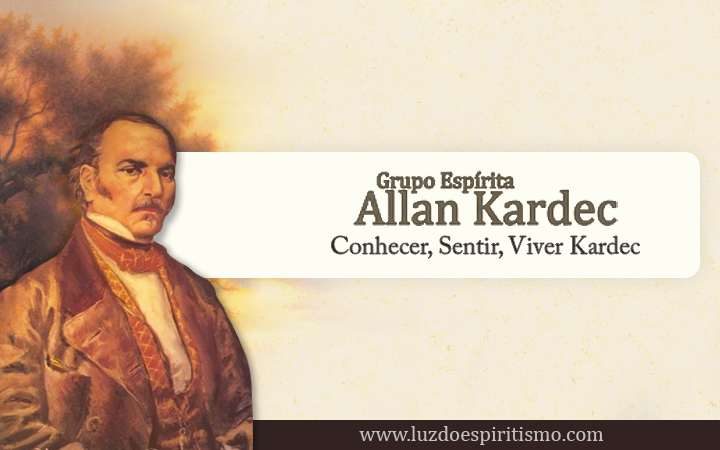 Grupo Espírita
Allan Kardec
Conhecer, Sentir, Viver Kardec
www.luzdoespiritismo.com